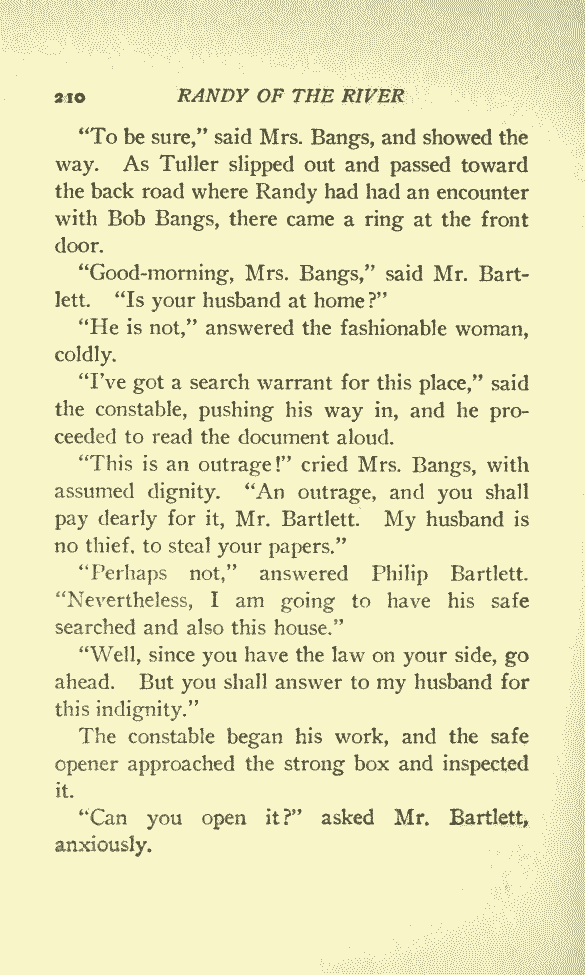 210 RANDY OF THE RIVER
“To be sure,” said Mrs. Bangs, and showed the
way. As Tuller slipped out and passed toward
the back road where Randy had had an encounter
with Bob Bangs, there came a ring at the front
door.
“Good-morning, Mrs. Bangs,” said Mr. Bart-
lett. “Is your husband at home?”
“He is not,” answered the fashionable woman,
coldly.
“I’ve got a search warrant for this place,” said
the constable, pushing his way in, and he pro-
ceeded to read the document aloud.
“This is an outrage!” cried Mrs. Bangs, with
assumed dignity. “An outrage, and you shall
pay dearly for it, Mr. Bartlett. My husband is
no thief, to steal your papers.”
“Perhaps not,” answered Philip Bartlett.
“Nevertheless, I am going to have his safe
searched and also this house.”
“Well, since you have the law on your side, go
ahead. But you shall answer to my husband for
this indignity.”
The constable began his work, and the safe
opener approached the strong box and inspected
it.
“Can you open it?” asked Mr. Bartlett,
anxiously.